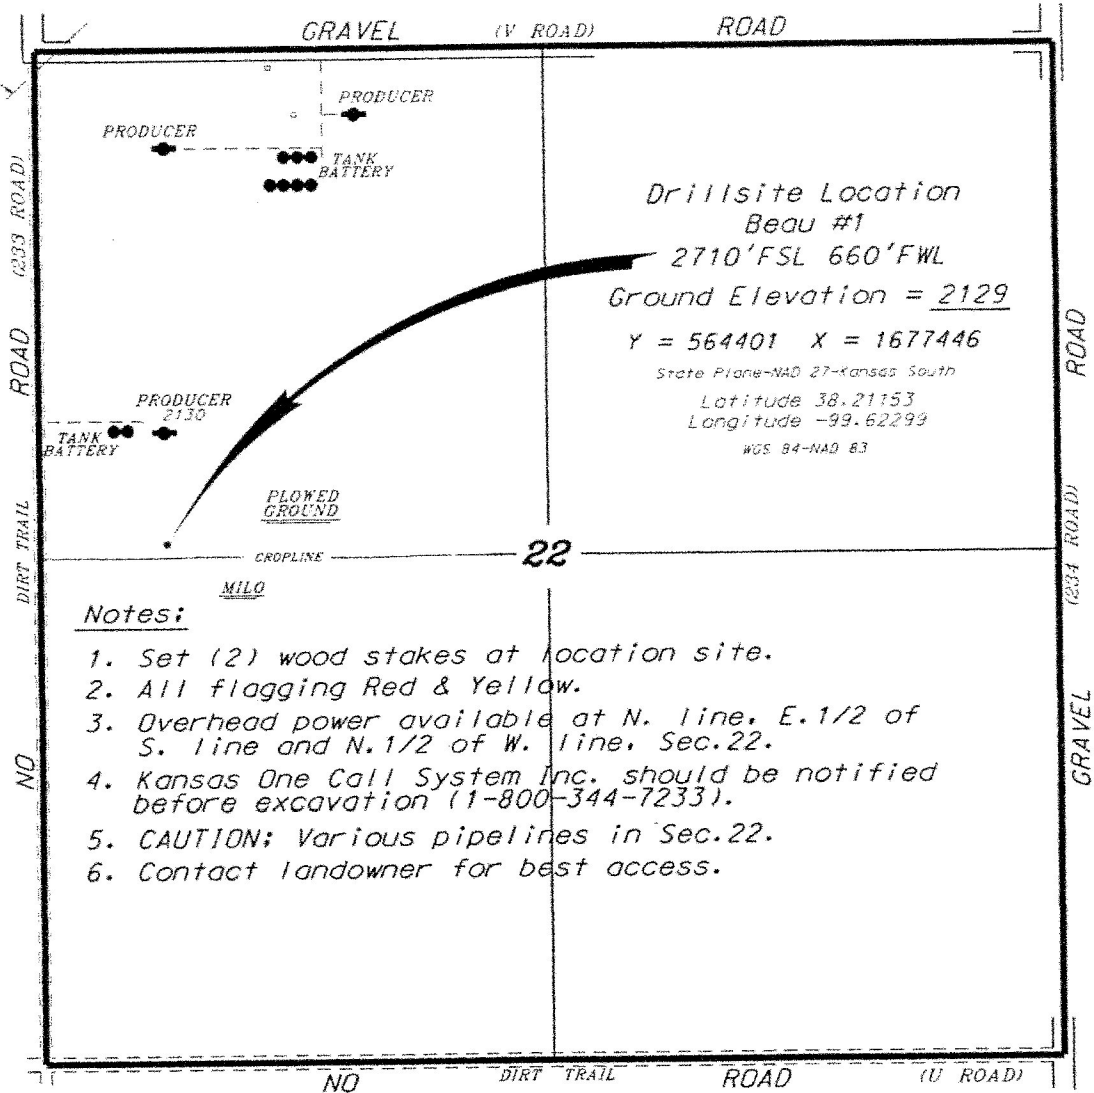 GRAVEL (V ROAD) ROAD
PRODUCER
PRODUCER
TANK
BATTERY
(233 ROAD)
ROAD
DIRT TRAIL
NO
Drillsite Location
Beau #1
2710'FSL 660'FWL
Ground Elevation = 2129
Y = 564401 X = 1677446
State Plane-NAD 27-Kansas South
Latitude 38.21153
Longitude -99.62299
WGS 84-NAD 83
PRODUCER
2130
TANK
BATTERY
PLOWED
GROUND
CROPLINE
22
MILO
ROAD
(234 ROAD)
GRAVEL
Notes:
1. Set (2) wood stakes at location site.
2. All flagging Red & Yellow.
3. Overhead power available at N. line, E.1/2 of
S. line and N.1/2 of W. line, Sec.22.
4. Kansas One Call System Inc. should be notified
before excavation (1-800-344-7233).
5. CAUTION: Various pipelines in Sec.22.
6. Contact landowner for best access.
NO DIRT TRAIL ROAD (U ROAD)